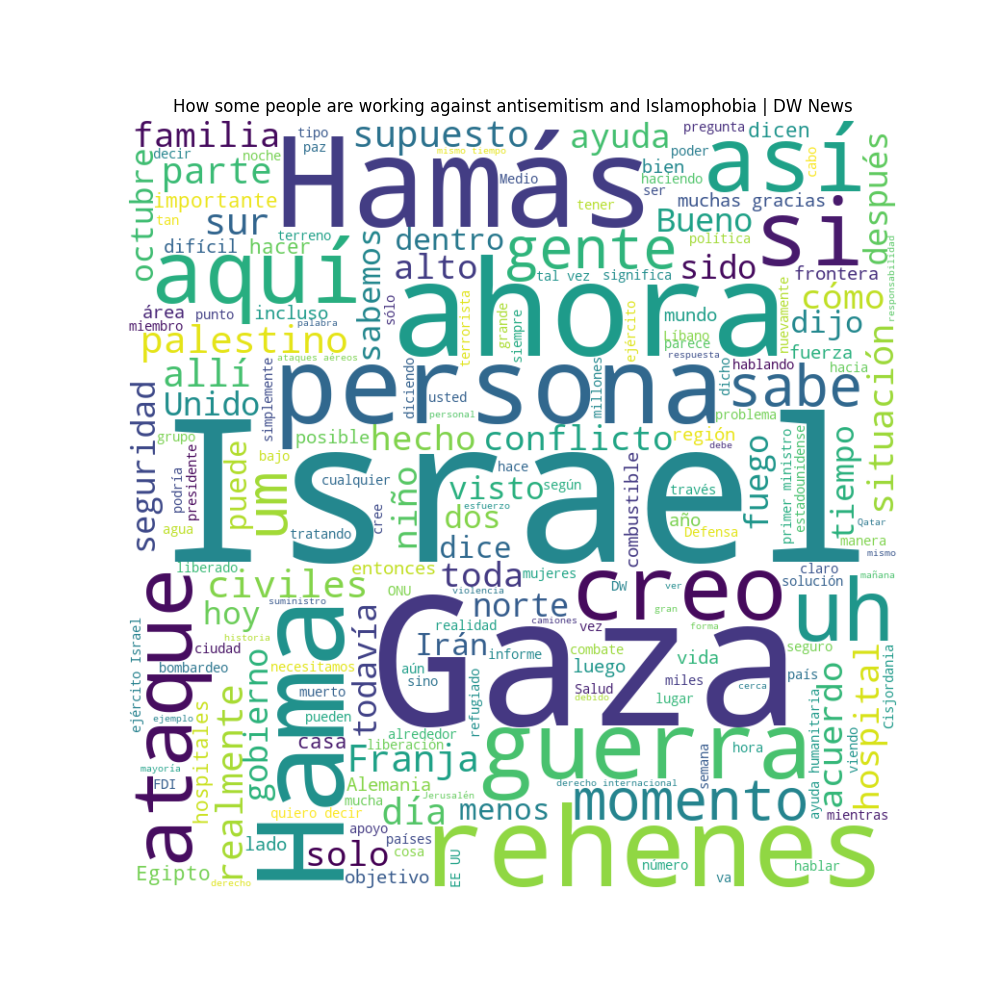 How some people are working against antisemitism and Islamophobia | DW News
familia
tipo
paz
supuesto
ayuda
pregunta
dicen
así
después
decir
noche
mismo tiempo
poder
cabo
octubre
parte
Hamás
Medio
bien
haciendo
ser
importante
tener
muchas gracias
si
tan
sur
terreno
Bueno
difícil
hacer
sabemos
dentro
gente
política
responsabilidad
aquí
alto
tal vez
significa
sido
frontera
área
punto
incluso
sólo
ahora
mundo
nuevamente
cómo
miembro
palabra
terrorista
grande
siempre
ejército
Líbano
dijo
palestino
parece
situación
ataques aéreos
respuesta
fuerza
allí
simplemente
persona
diciendo
usted
millones
dicho
hablando
hacia
sabe
seguridad
Unido
personal
problema
grupo
posible
hecho
conflicto
región
debe
primer ministro
estadounidense
tiempo
podría
presidente
puede
bajo
um
Israel
hace
cualquier
niño
visto
según
combustible
través
fuego
agua
cree
esfuerzo
dos
año
Defensa
Qatar
manera
tratando
dice
mismo
liberado
entonces
toda
mujeres
creo
claro
solución
mañana
ataque
civiles
ONU
violencia
DW
ver
uh
hoy
suministro
Hama
todavía
norte
camiones
gran
ejército Israel
realidad
vez
forma
historia
ciudad
Irán
Gaza
informe
combate
seguro
bombardeo
necesitamos
aún
sino
luego
vida
país
gobierno
muerto
refugiado
Salud
miles
cerca
acuerdo
hospital
cisjordania
ejemplo
hospitales
realmente
pueden
debido
lugar
ayuda humanitaria
casa
alrededor
liberación
guerra
semana
hora
viendo
mayoría
Franja
FDI
Alemania
derecho internacional
mucha
Jerusalén
momento
quiero decir
día
menos
mientras
apoyo
países
rehenes
lado
solo
cosa
EE UU
número
hablar
Egipto
derecho
objetivo
va